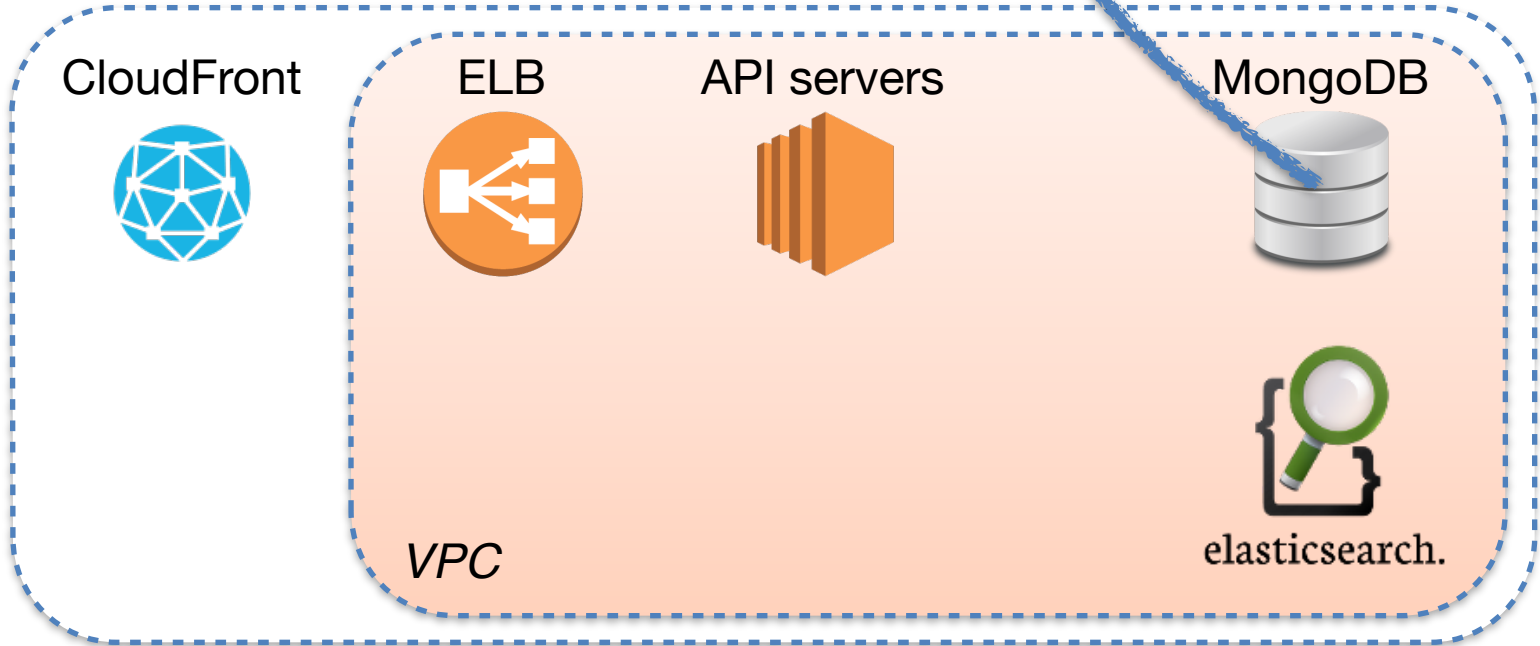 CloudFront
ELB
API servers
MongoDB
elasticsearch.
VPC